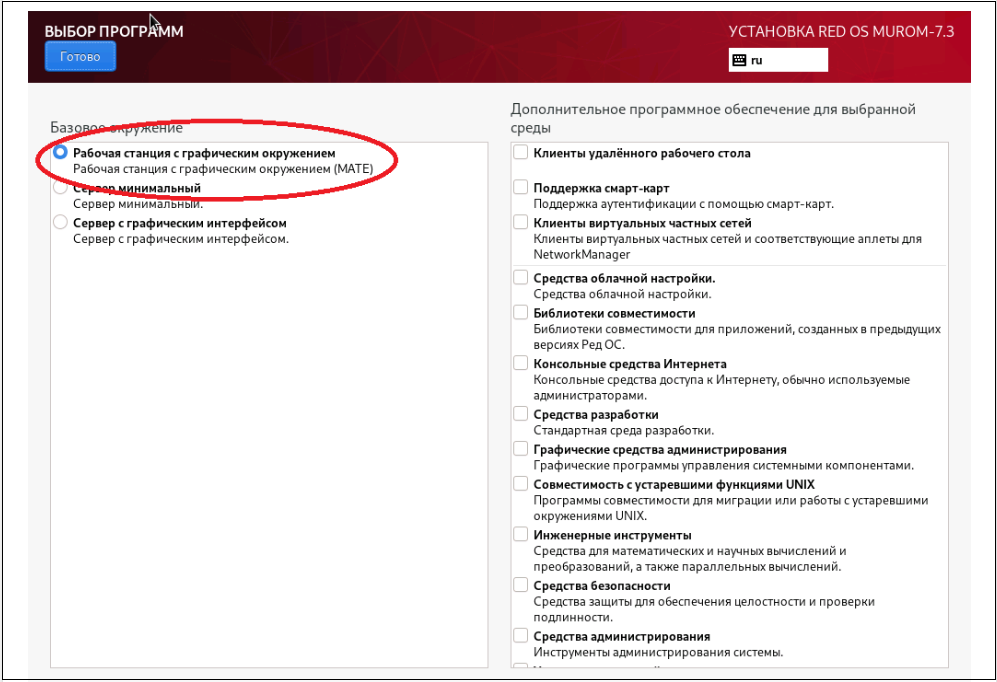 ВЫБОР ПРОГРАММ
Готово
УСТАНОВКА RED OS MUROM-7.3
ru
Базовое окружение
Рабочая станция с графическим окружением
Рабочая станция с графическим окружением (MATE)
Сервер минимальный
Сервер минимальный.
Сервер с графическим интерфейсом
Сервер с графическим интерфейсом.
Дополнительное программное обеспечение для выбранной
среды
Клиенты удалённого рабочего стола
Поддержка смарт-карт
Поддержка аутентификации с помощью смарт-карт.
Клиенты виртуальных частных сетей
Клиенты виртуальных частных сетей и соответствующие аплеты для
NetworkManager
Средства облачной настройки.
Средства облачной настройки.
Библиотеки совместимости
Библиотеки совместимости для приложений, созданных в предыдущих
версиях Ред ОС.
Консольные средства Интернета
Консольные средства доступа к Интернету, обычно используемые
администраторами.
Средства разработки
Стандартная среда разработки.
Графические средства администрирования
Графические программы управления системными компонентами.
Совместимость с устаревшими функциями UNIX
Программы совместимости для миграции или работы с устаревшими
окружениями UNIX.
Инженерные инструменты
Средства для математических и научных вычислений и
преобразований, а также параллельных вычислений.
Средства безопасности
Средства защиты для обеспечения целостности и проверки
подлинности.
Средства администрирования
Инструменты администрирования системы.